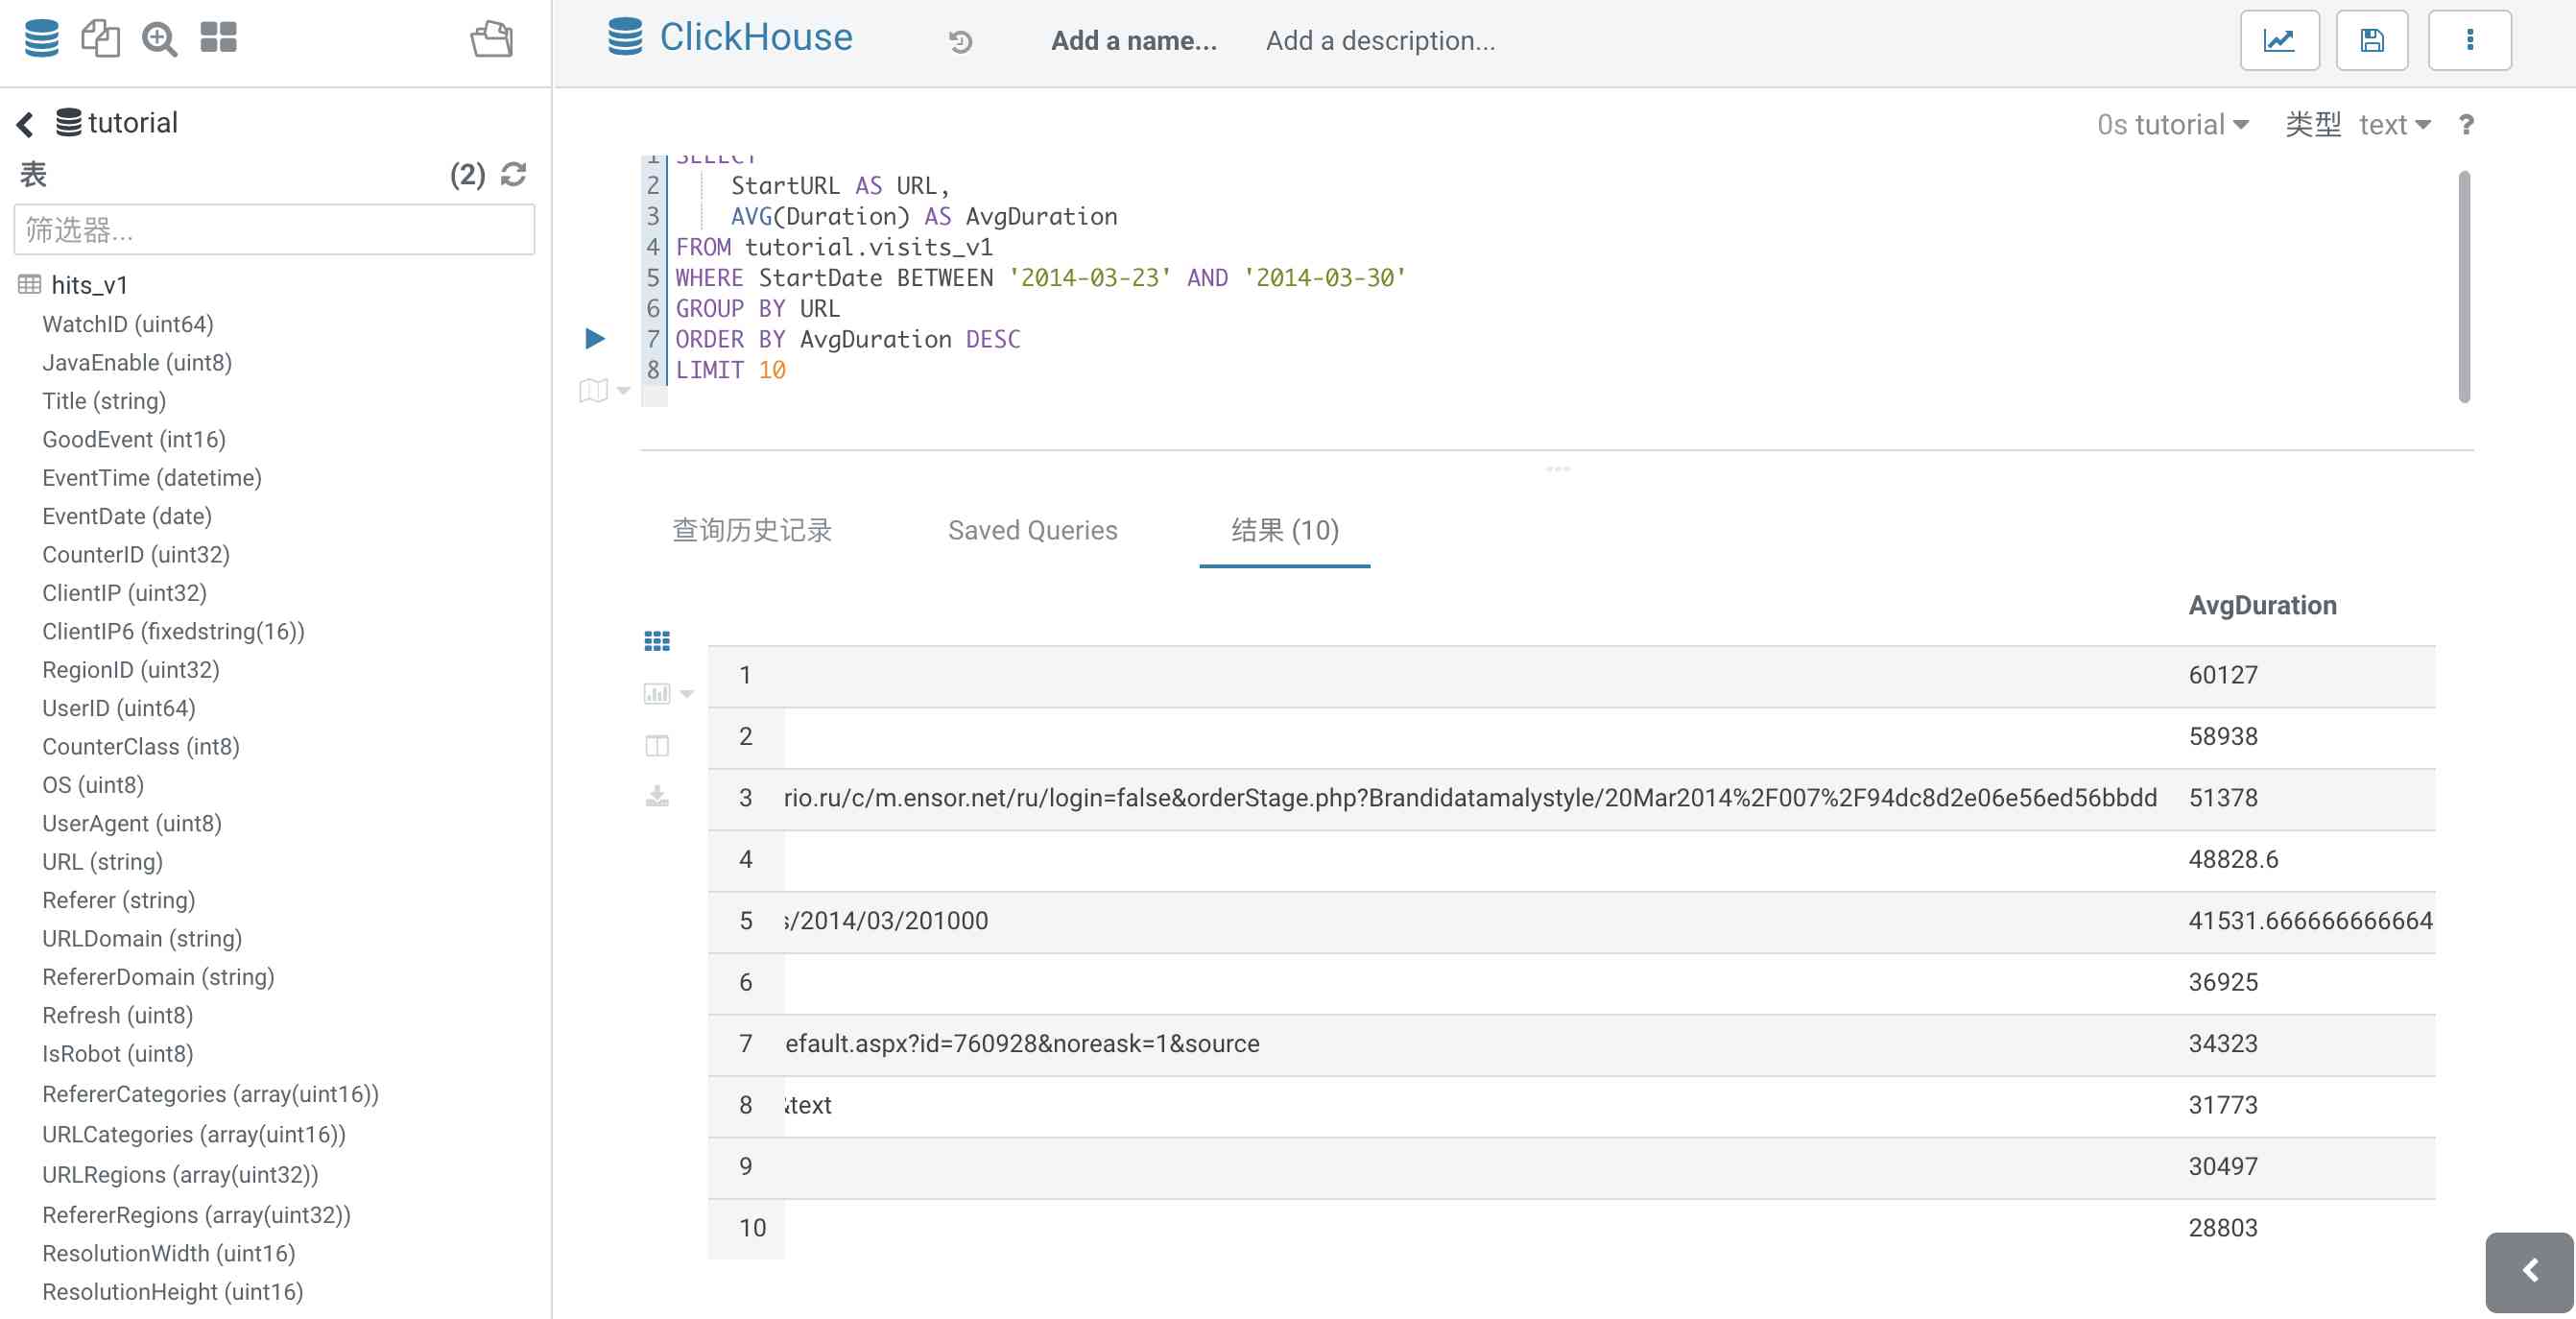 ClickHouse
Add a name...
Add a description...
tutorial
表 (2)
筛选器...
hits_v1
WatchID (uint64)
JavaEnable (uint8)
Title (string)
GoodEvent (int16)
EventTime (datetime)
EventDate (date)
CounterID (uint32)
ClientIP (uint32)
ClientIP6 (fixedstring(16))
RegionID (uint32)
UserID (uint64)
CounterClass (int8)
OS (uint8)
UserAgent (uint8)
URL (string)
Referer (string)
URLDomain (string)
RefererDomain (string)
Refresh (uint8)
IsRobot (uint8)
RefererCategories (array(uint16))
URLCategories (array(uint16))
URLRegions (array(uint32))
RefererRegions (array(uint32))
ResolutionWidth (uint16)
ResolutionHeight (uint16)
0s tutorial 类型 text ?
1 SELECT
2 StartURL AS URL,
3 AVG(Duration) AS AvgDuration
4 FROM tutorial.visits_v1
5 WHERE StartDate BETWEEN '2014-03-23' AND '2014-03-30'
6 GROUP BY URL
7 ORDER BY AvgDuration DESC
8 LIMIT 10
查询历史记录 Saved Queries 结果 (10)
AvgDuration
1 60127
2 58938
3 rio.ru/c/m.ensor.net/ru/login=false&orderStage.php?Brandidatamalystyle/20Mar2014%2F007%2F94dc8d2e06e56ed56bbdd 51378
4 48828.6
5 s/2014/03/201000 41531.666666666664
6 36925
7 efault.aspx?id=760928&noreask=1&source 34323
8 &text 31773
9 30497
10 28803